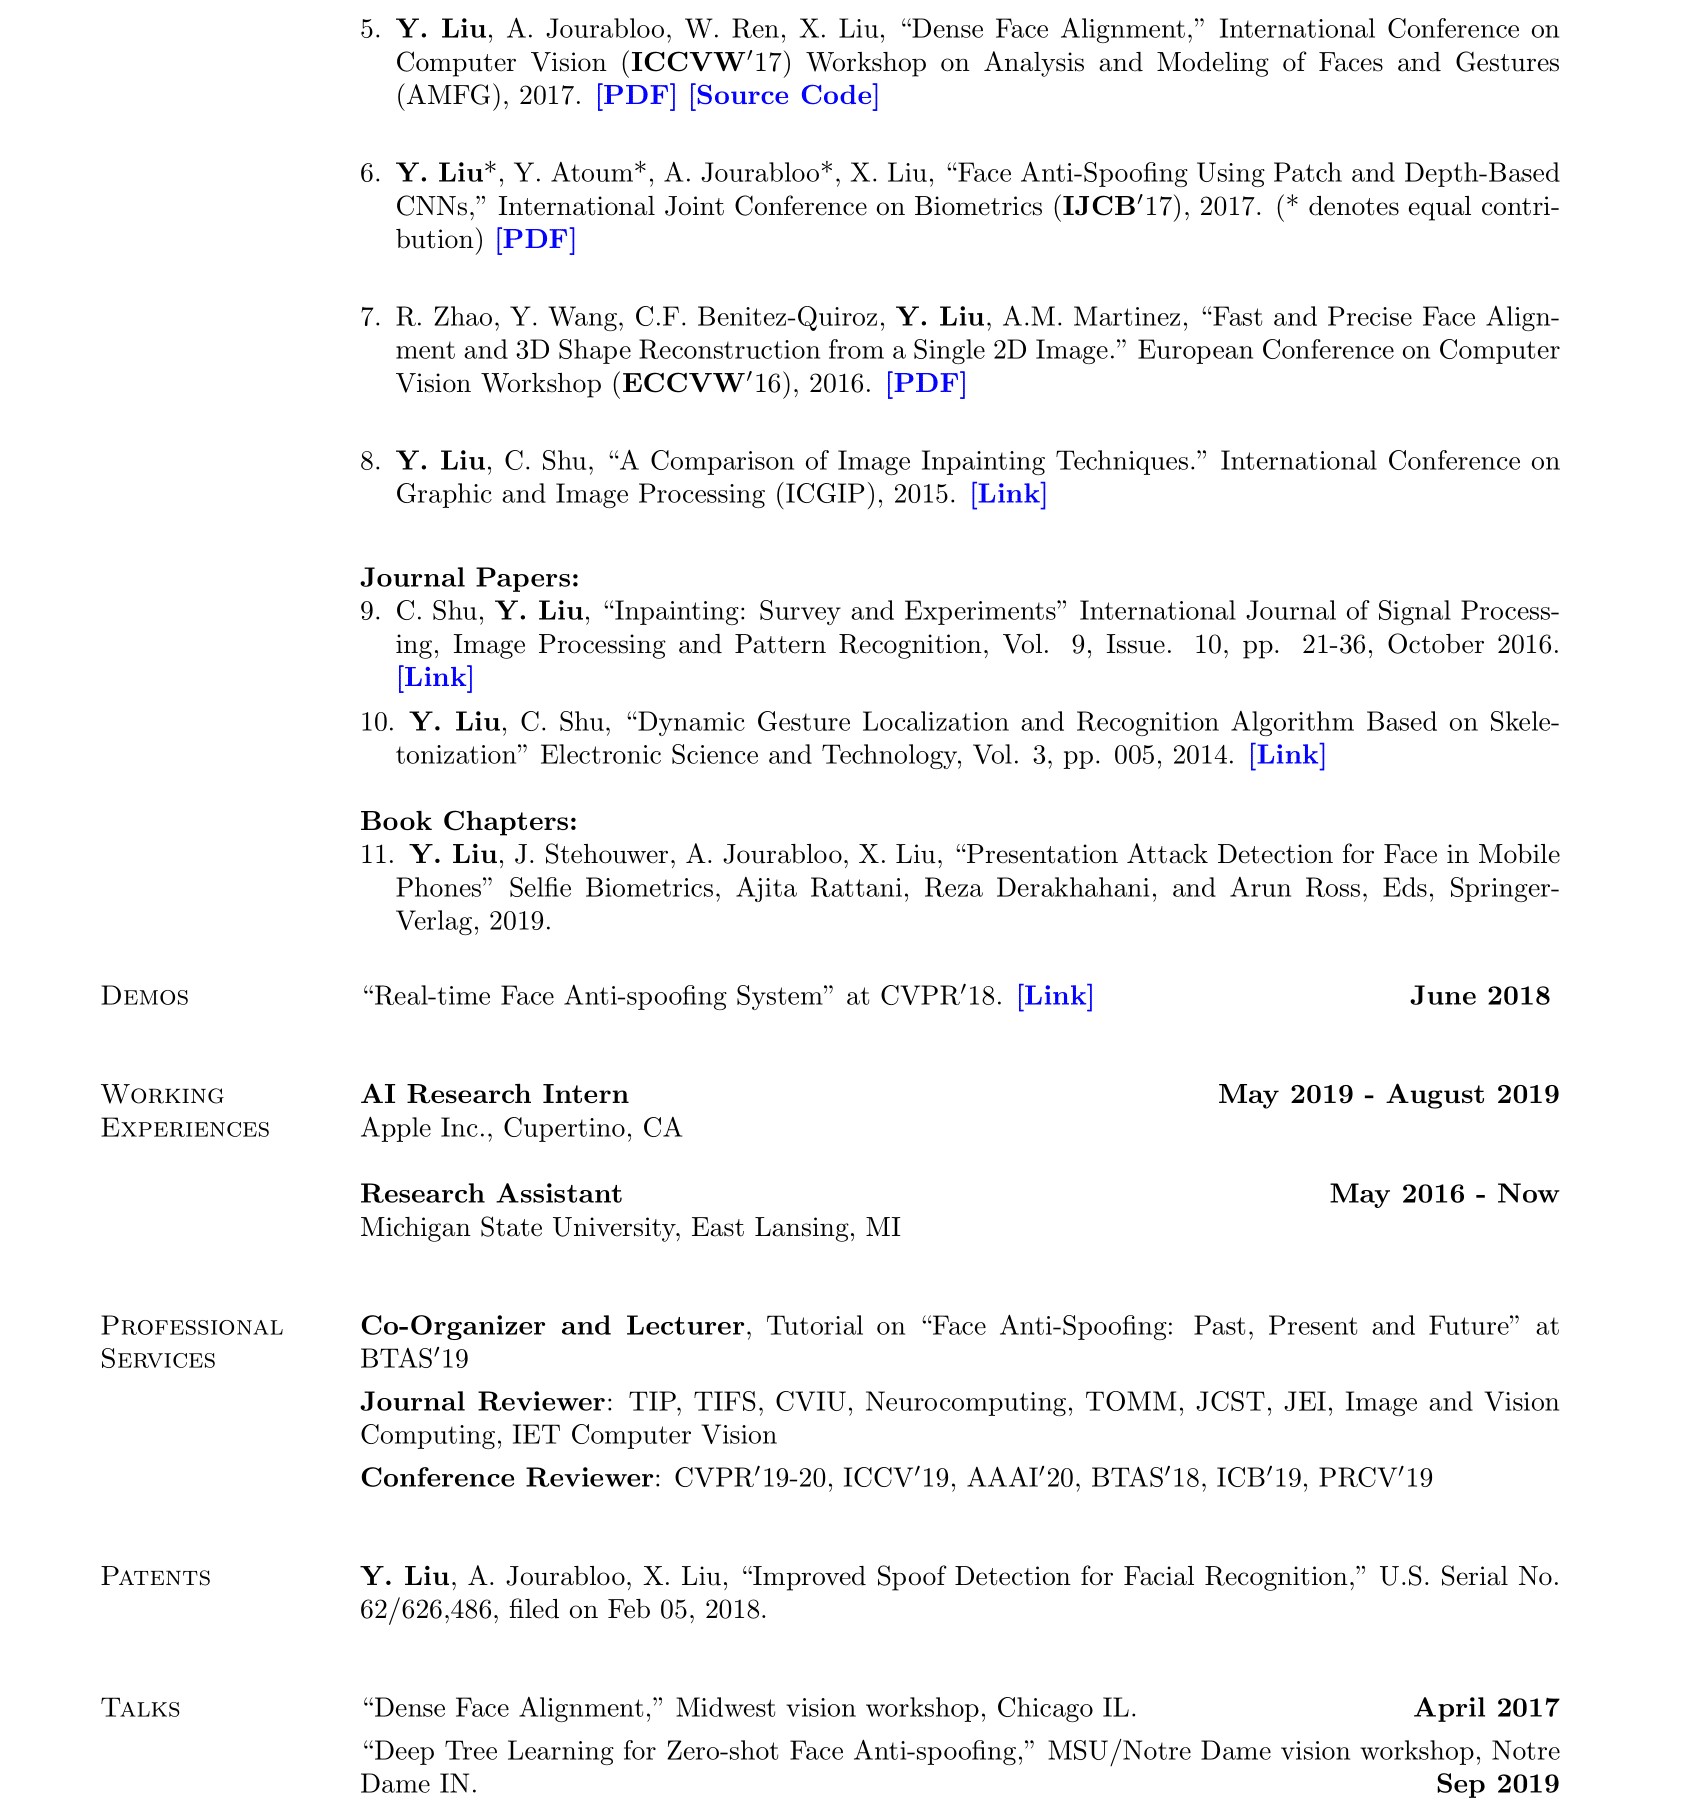 5. Y. Liu, A. Jourabloo, W. Ren, X. Liu, “Dense Face Alignment,” International Conference on
Computer Vision (ICCVW′17) Workshop on Analysis and Modeling of Faces and Gestures
(AMFG), 2017. [PDF] [Source Code]
6. Y. Liu*, Y. Atoum*, A. Jourabloo*, X. Liu, “Face Anti-Spoofing Using Patch and Depth-Based
CNNs,” International Joint Conference on Biometrics (IJCB′17), 2017. (* denotes equal contri-
bution) [PDF]
7. R. Zhao, Y. Wang, C.F. Benitez-Quiroz, Y. Liu, A.M. Martinez, “Fast and Precise Face Align-
ment and 3D Shape Reconstruction from a Single 2D Image.” European Conference on Computer
Vision Workshop (ECCVW′16), 2016. [PDF]
8. Y. Liu, C. Shu, “A Comparison of Image Inpainting Techniques.” International Conference on
Graphic and Image Processing (ICGIP), 2015. [Link]
Journal Papers:
9. C. Shu, Y. Liu, “Inpainting: Survey and Experiments” International Journal of Signal Process-
ing, Image Processing and Pattern Recognition, Vol. 9, Issue. 10, pp. 21-36, October 2016.
[Link]
10. Y. Liu, C. Shu, “Dynamic Gesture Localization and Recognition Algorithm Based on Skele-
tonization” Electronic Science and Technology, Vol. 3, pp. 005, 2014. [Link]
Book Chapters:
11. Y. Liu, J. Stehouwer, A. Jourabloo, X. Liu, “Presentation Attack Detection for Face in Mobile
Phones” Selfie Biometrics, Ajita Rattani, Reza Derakhahani, and Arun Ross, Eds, Springer-
Verlag, 2019.
Demos “Real-time Face Anti-spoofing System” at CVPR′18. [Link] June 2018
Working AI Research Intern May 2019 - August 2019
Experiences Apple Inc., Cupertino, CA
Research Assistant May 2016 - Now
Michigan State University, East Lansing, MI
Professional Co-Organizer and Lecturer, Tutorial on “Face Anti-Spoofing: Past, Present and Future” at
Services BTAS′19
Journal Reviewer: TIP, TIFS, CVIU, Neurocomputing, TOMM, JCST, JEI, Image and Vision
Computing, IET Computer Vision
Conference Reviewer: CVPR′19-20, ICCV′19, AAAI′20, BTAS′18, ICB′19, PRCV′19
Patents Y. Liu, A. Jourabloo, X. Liu, “Improved Spoof Detection for Facial Recognition,” U.S. Serial No.
62/626,486, filed on Feb 05, 2018.
Talks “Dense Face Alignment,” Midwest vision workshop, Chicago IL. April 2017
“Deep Tree Learning for Zero-shot Face Anti-spoofing,” MSU/Notre Dame vision workshop, Notre
Dame IN. Sep 2019